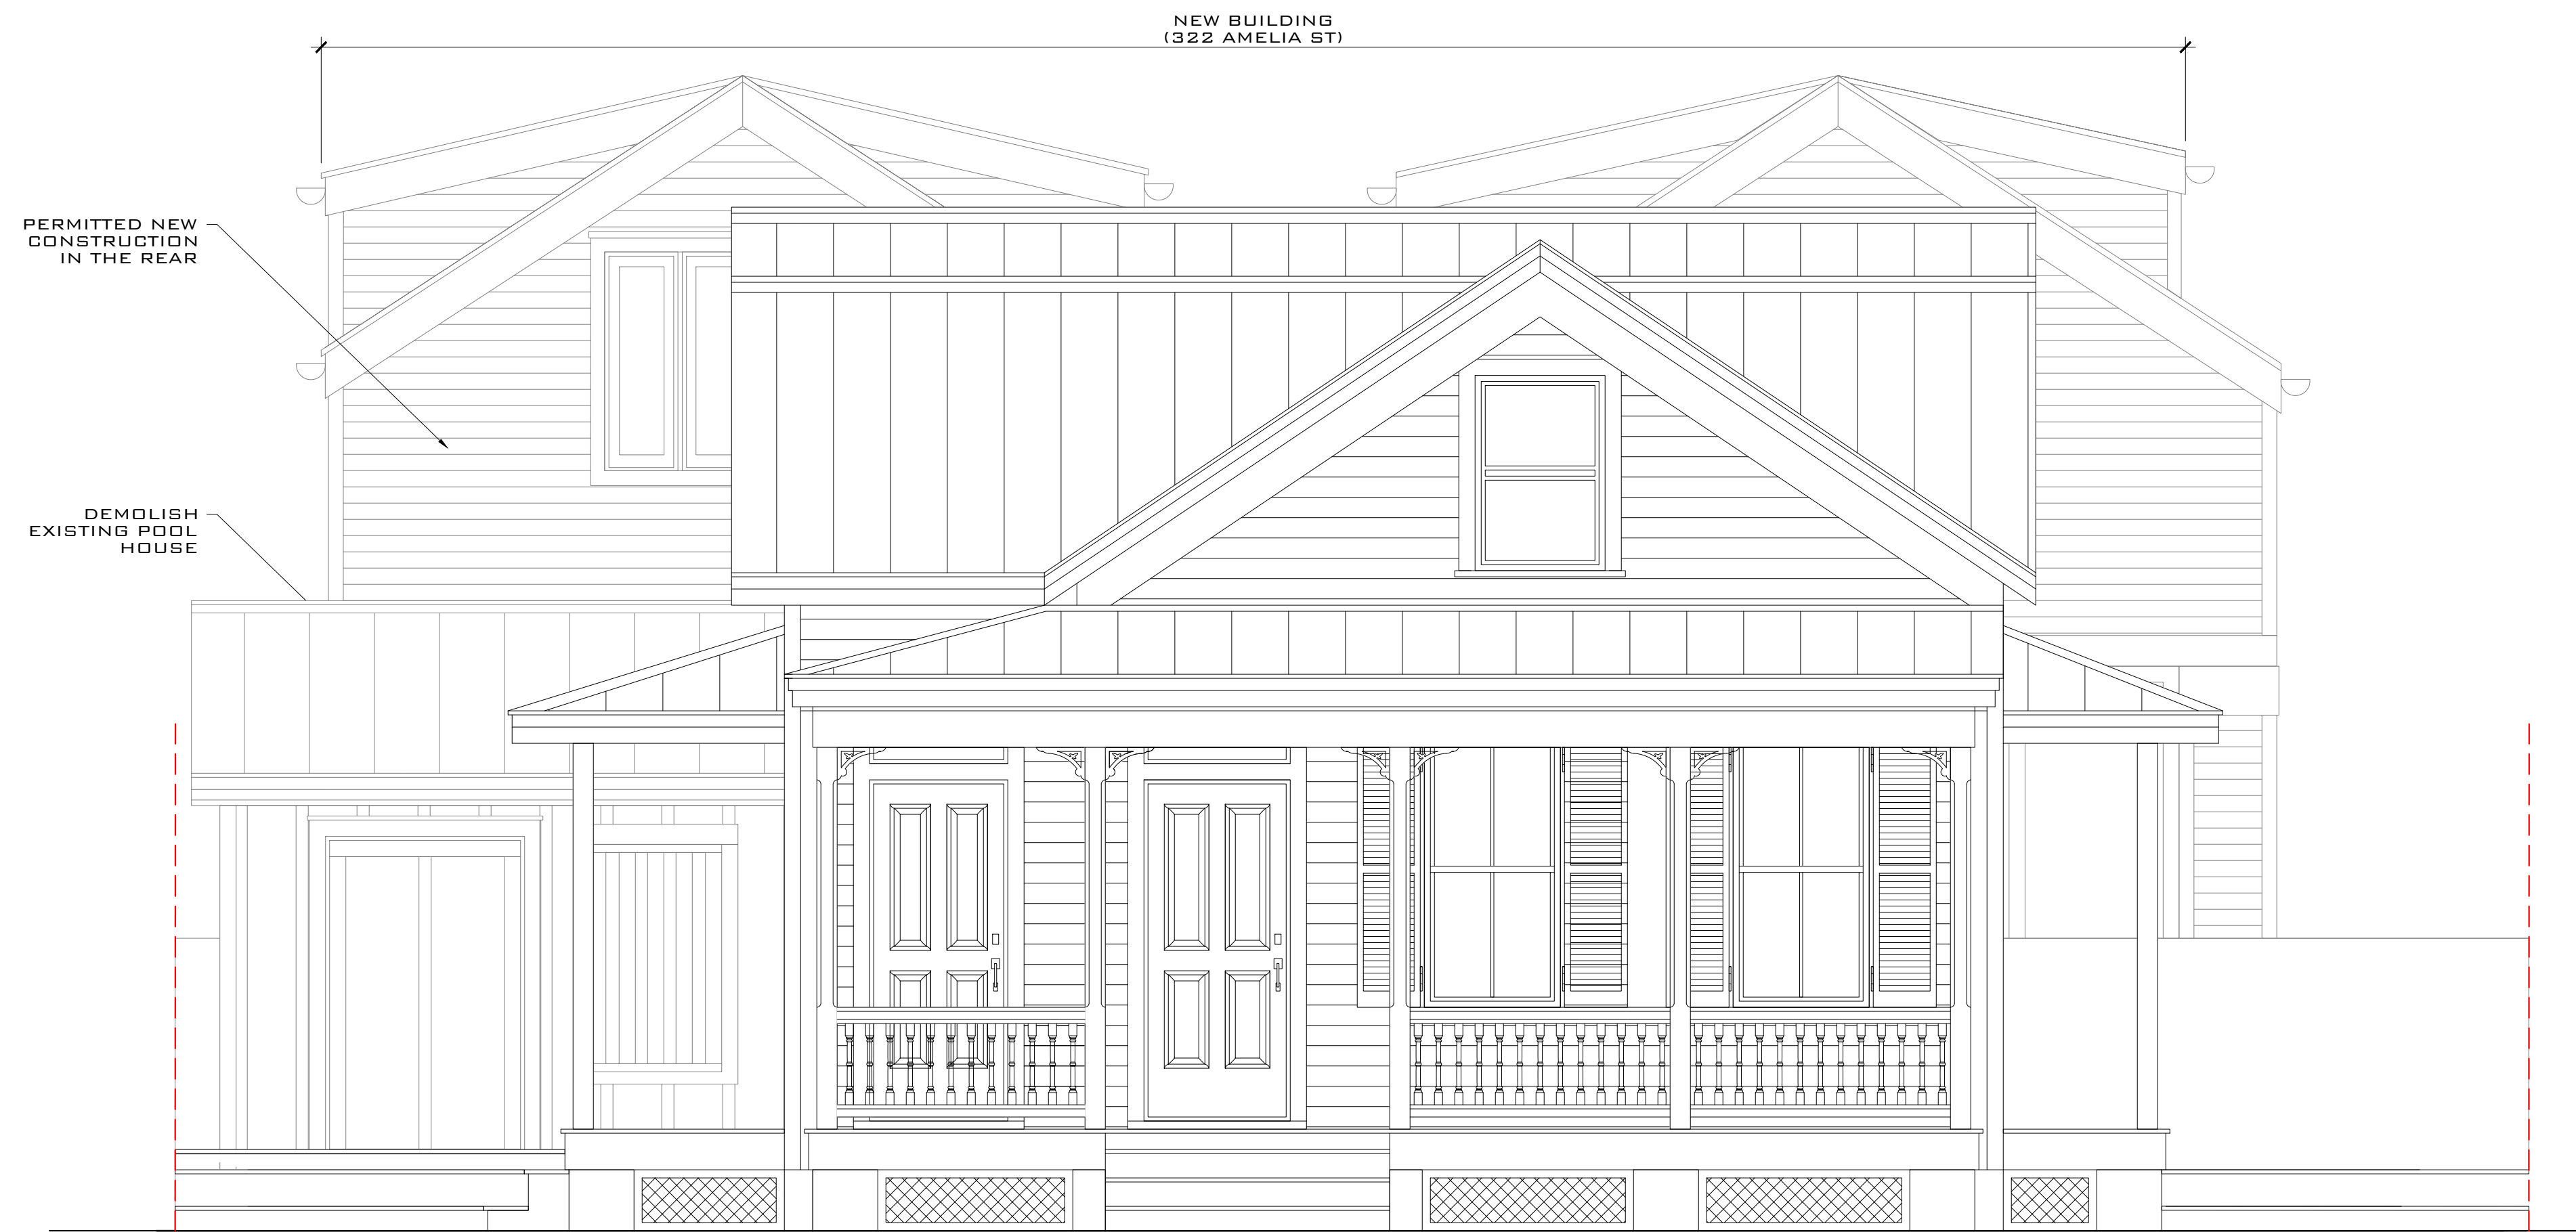 NEW BUILDING
(322 AMELIA ST)
PERMITTED NEW
CONSTRUCTION
IN THE REAR
DEMOLISH
EXISTING POOL
HOUSE